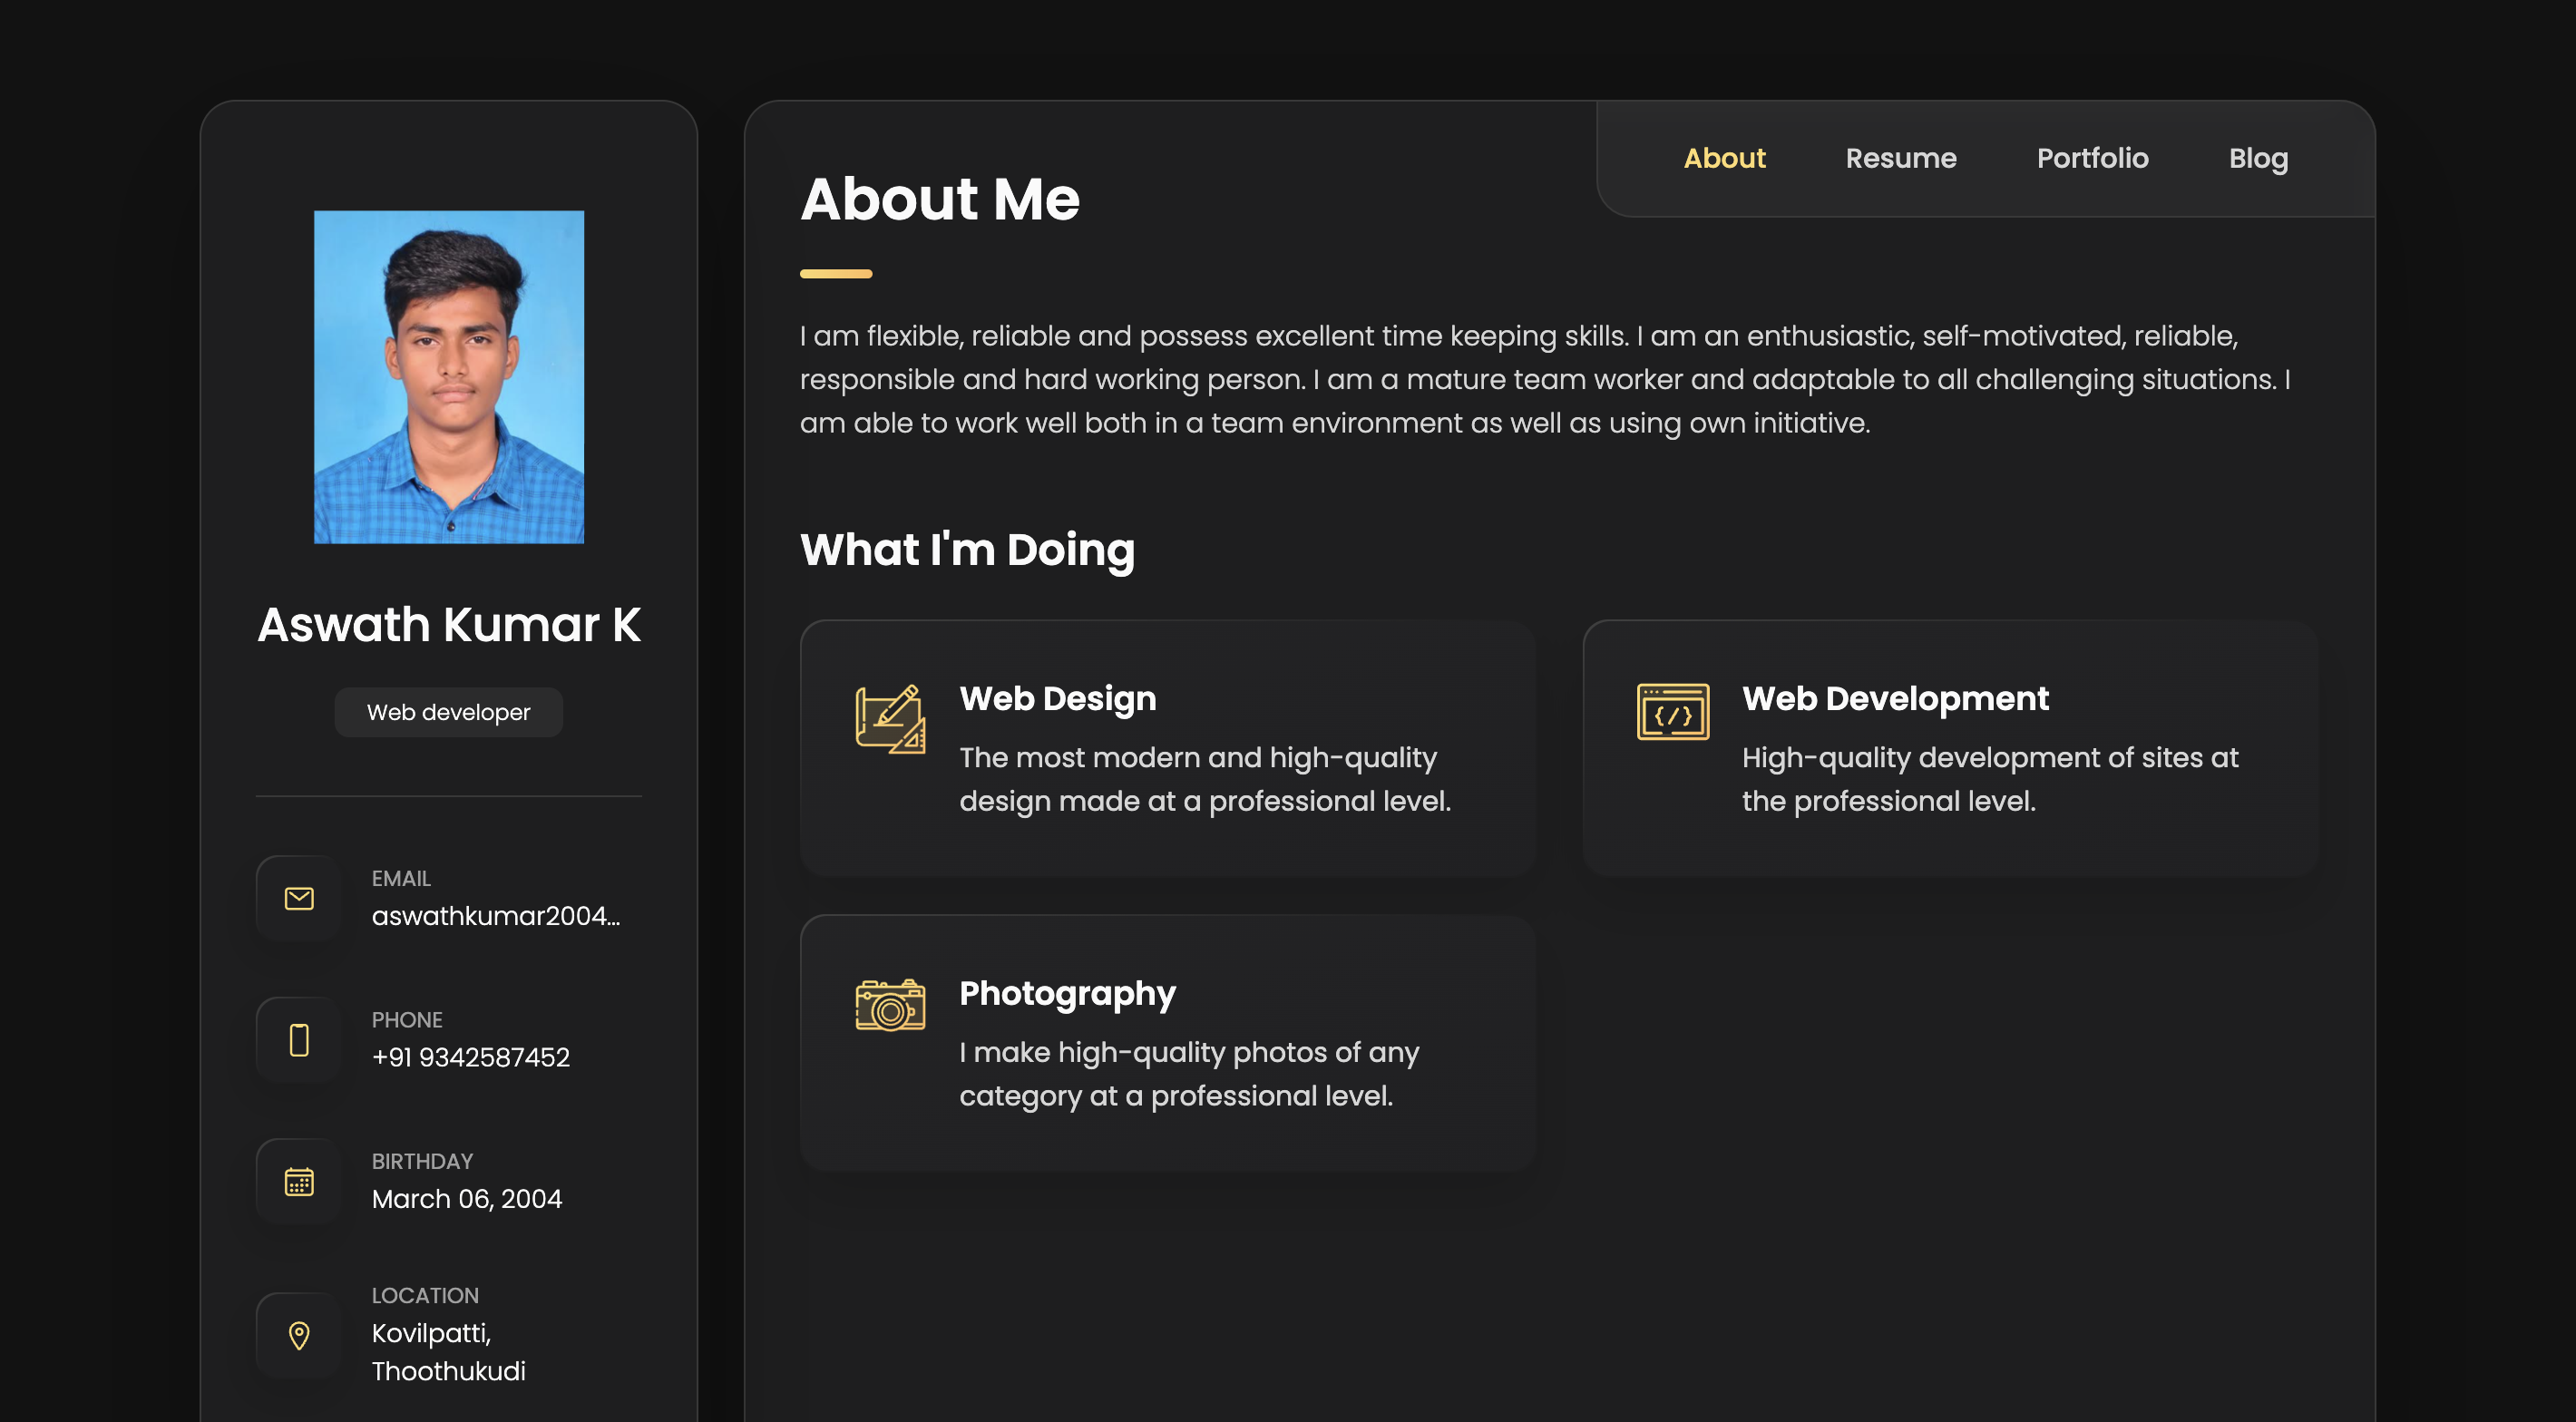 About
Resume
Portfolio
Blog
About Me
I am flexible, reliable and possess excellent time keeping skills. I am an enthusiastic, self-motivated, reliable,
responsible and hard working person. I am a mature team worker and adaptable to all challenging situations. I
am able to work well both in a team environment as well as using own initiative.
What I'm Doing
Web Design
The most modern and high-quality
design made at a professional level.
Web Development
High-quality development of sites at
the professional level.
Photography
I make high-quality photos of any
category at a professional level.
Aswath Kumar K
Web developer
EMAIL
aswathkumar2004...
PHONE
+91 9342587452
BIRTHDAY
March 06, 2004
LOCATION
Kovilpatti,
Thoothukudi